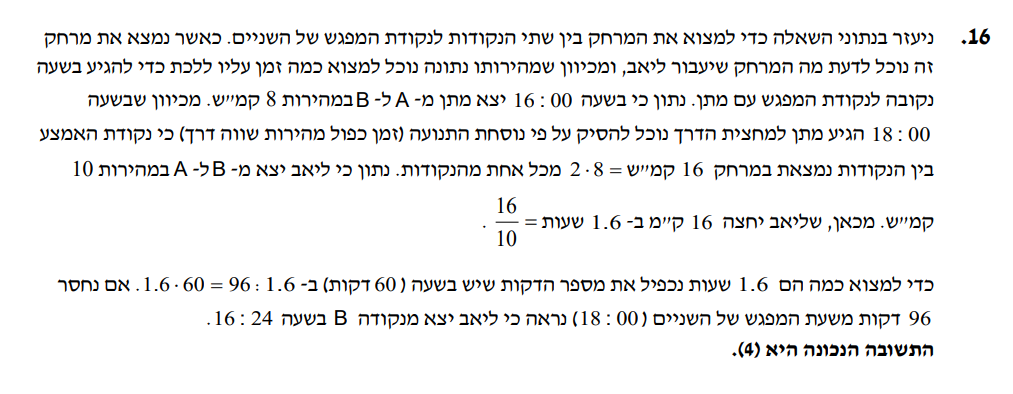 16. ניעזר בנתוני השאלה כדי למצוא את המרחק בין שתי הנקודות לנקודת המפגש של השניים. כאשר נמצא את מרחק
זה נוכל לדעת מה המרחק שיעבור ליאב, ומכיוון שמהירותו נתונה נוכל למצוא כמה זמן עליו ללכת כדי להגיע בשעה
נקובה לנקודת המפגש עם מתן. נתון כי בשעה 16:00 יצא מתן מ- A ל- B במהירות 8 קמ״ש. מכיוון שבשעה
18:00 הגיע מתן למחצית הדרך נוכל להסיק על פי נוסחת התנועה (זמן כפול מהירות שווה דרך) כי נקודת האמצע
בין הנקודות נמצאת במרחק 16 קמ״ש = 2·8 מכל אחת מהנקודות. נתון כי ליאב יצא מ- B ל- A במהירות 10
קמ״ש. מכאן, שליאב יחצה 16 ק״מ ב- 1.6 שעות = 16/10 .
כדי למצוא כמה הם 1.6 שעות נכפיל את מספר הדקות שיש בשעה (60 דקות) ב- 1.6 : 1.6·60 = 96. אם נחסר
96 דקות משעת המפגש של השניים (18:00) נראה כי ליאב יצא מנקודה B בשעה 16:24.
התשובה הנכונה היא (4).